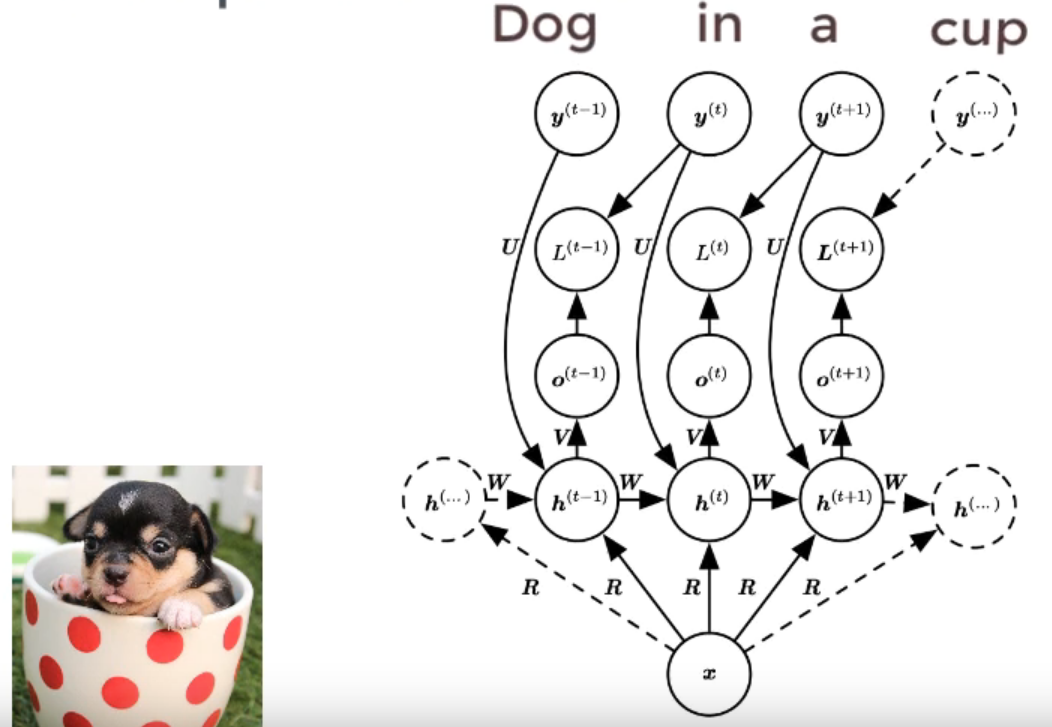 Dog in a cup
y^(t−1) y^(t) y^(t+1) y^(...)
U L^(t−1) U L^(t) U L^(t+1)
o^(t−1) o^(t) o^(t+1)
V V V
h^(...) W h^(t−1) W h^(t) W h^(t+1) W h^(...)
R R R R R
x